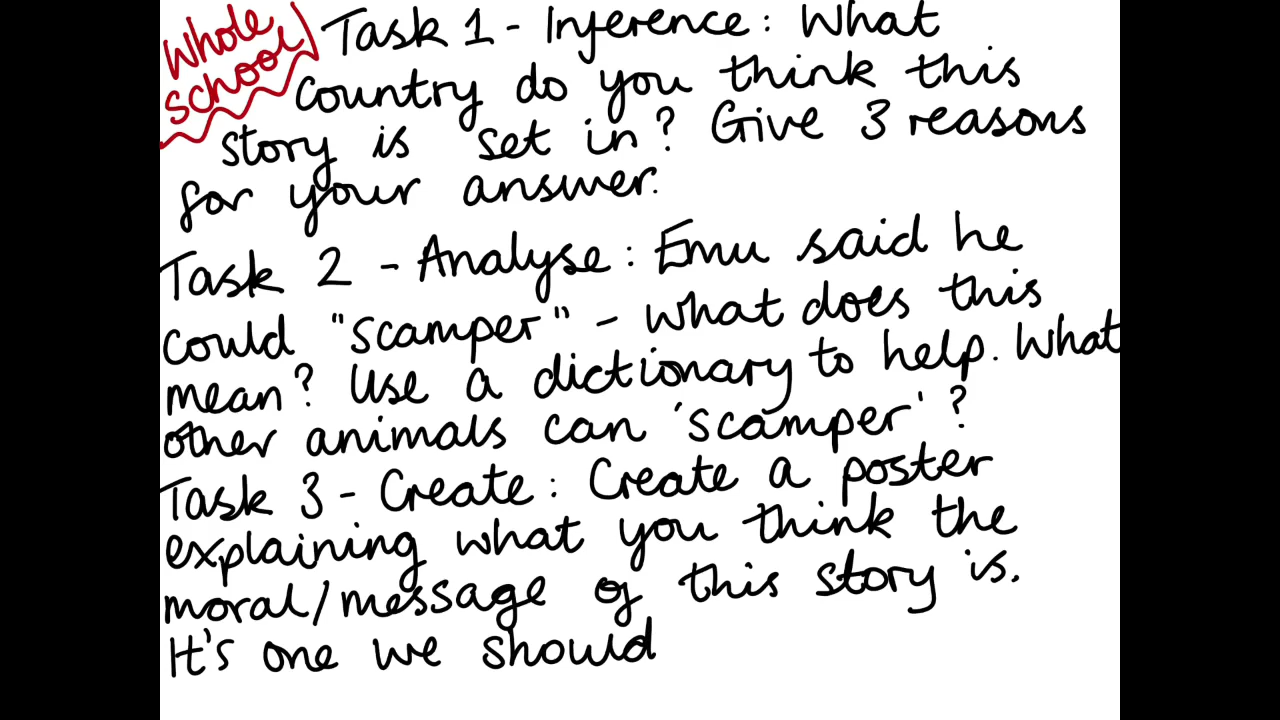 Whole
school
Task 1 - Inference: What
country do you think this
story is set in? Give 3 reasons
for your answer.
Task 2 - Analyse: Emu said he
could "scamper" - what does this
mean? Use a dictionary to help. What
other animals can 'scamper'?
Task 3 - Create: Create a poster
explaining what you think the
moral/message of this story is.
It's one we should